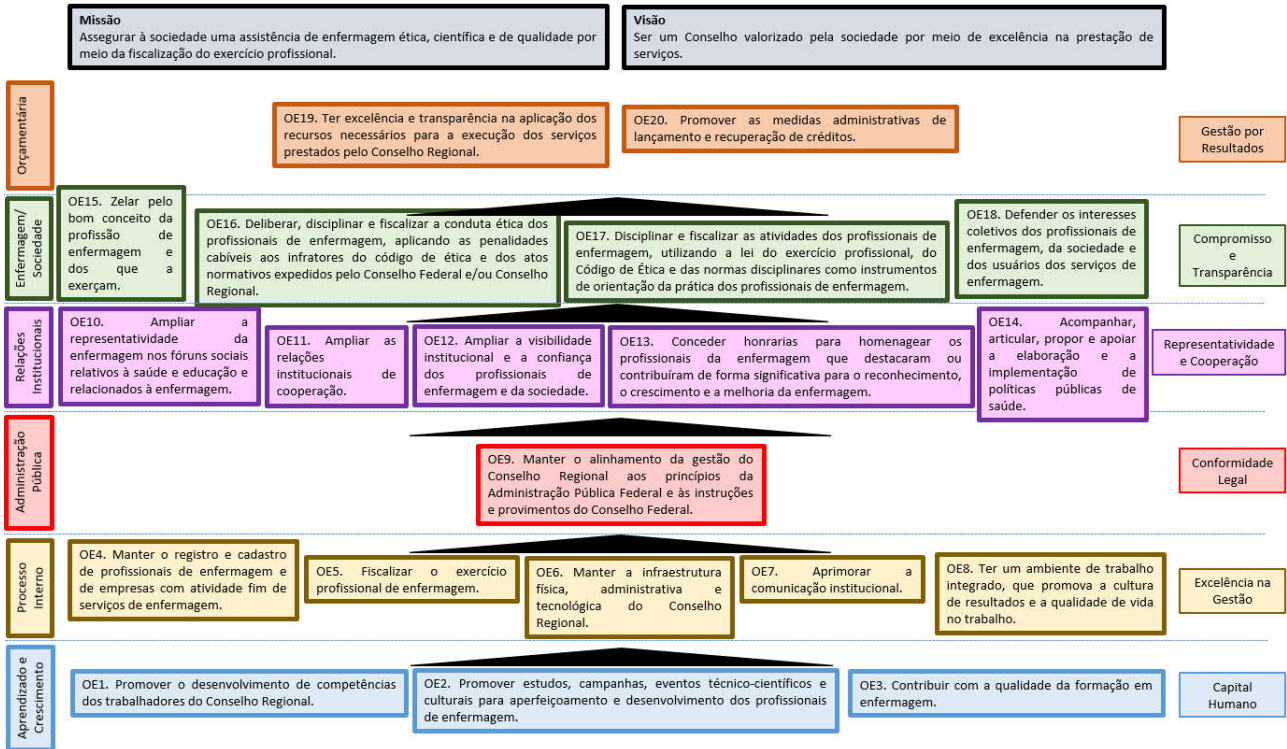 Missão
Assegurar à sociedade uma assistência de enfermagem ética, científica e de qualidade por
meio da fiscalização do exercício profissional.
Visão
Ser um Conselho valorizado pela sociedade por meio de excelência na prestação de
serviços.
Orçamentária
OE19. Ter excelência e transparência na aplicação dos
recursos necessários para a execução dos serviços
prestados pelo Conselho Regional.
OE20. Promover as medidas administrativas de
lançamento e recuperação de créditos.
Gestão por
Resultados
Enfermagem/
Sociedade
OE15. Zelar pelo
bom conceito da
profissão de
enfermagem e
dos que a
exerçam.
OE16. Deliberar, disciplinar e fiscalizar a conduta ética dos
profissionais de enfermagem, aplicando as penalidades
cabíveis aos infratores do código de ética e dos atos
normativos expedidos pelo Conselho Federal e/ou Conselho
Regional.
OE17. Disciplinar e fiscalizar as atividades dos profissionais de
enfermagem, utilizando a lei do exercício profissional, do
Código de Ética e das normas disciplinares como instrumentos
de orientação da prática dos profissionais de enfermagem.
OE18. Defender os interesses
coletivos dos profissionais de
enfermagem, da sociedade e
dos usuários dos serviços de
enfermagem.
Compromisso
e
Transparência
Relações
Institucionais
OE10. Ampliar a
representatividade da
enfermagem nos fóruns sociais
relativos à saúde e educação e
relacionados à enfermagem.
OE11. Ampliar as
relações
institucionais de
cooperação.
OE12. Ampliar a visibilidade
institucional e a confiança
dos profissionais de
enfermagem e da sociedade.
OE13. Conceder honrarias para homenagear os
profissionais da enfermagem que destacaram ou
contribuíram de forma significativa para o reconhecimento,
o crescimento e a melhoria da enfermagem.
OE14. Acompanhar,
articular, propor e apoiar
a elaboração e a
implementação de
políticas públicas de
saúde.
Representatividade
e Cooperação
Administração
Pública
OE9. Manter o alinhamento da gestão do
Conselho Regional aos princípios da
Administração Pública Federal e às instruções
e provimentos do Conselho Federal.
Conformidade
Legal
Processo
Interno
OE4. Manter o registro e cadastro
de profissionais de enfermagem e
de empresas com atividade fim de
serviços de enfermagem.
OE5. Fiscalizar o exercício
profissional de enfermagem.
OE6. Manter a infraestrutura
física, administrativa e
tecnológica do Conselho
Regional.
OE7. Aprimorar a
comunicação institucional.
OE8. Ter um ambiente de trabalho
integrado, que promova a cultura
de resultados e a qualidade de vida
no trabalho.
Excelência na
Gestão
Aprendizado e
Crescimento
OE1. Promover o desenvolvimento de competências
dos trabalhadores do Conselho Regional.
OE2. Promover estudos, campanhas, eventos técnico-científicos e
culturais para aperfeiçoamento e desenvolvimento dos profissionais
de enfermagem.
OE3. Contribuir com a qualidade da formação em
enfermagem.
Capital
Humano